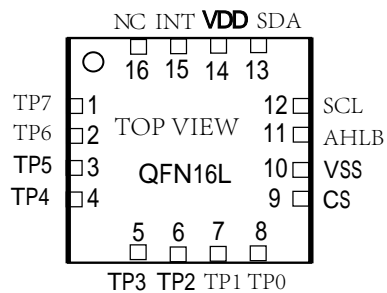 NC INT VDD SDA
16 15 14 13
TP7 1 12 SCL
TP6 2 TOP VIEW 11 AHLB
TP5 3 QFN16L 10 VSS
TP4 4 9 CS
5 6 7 8
TP3 TP2 TP1 TP0